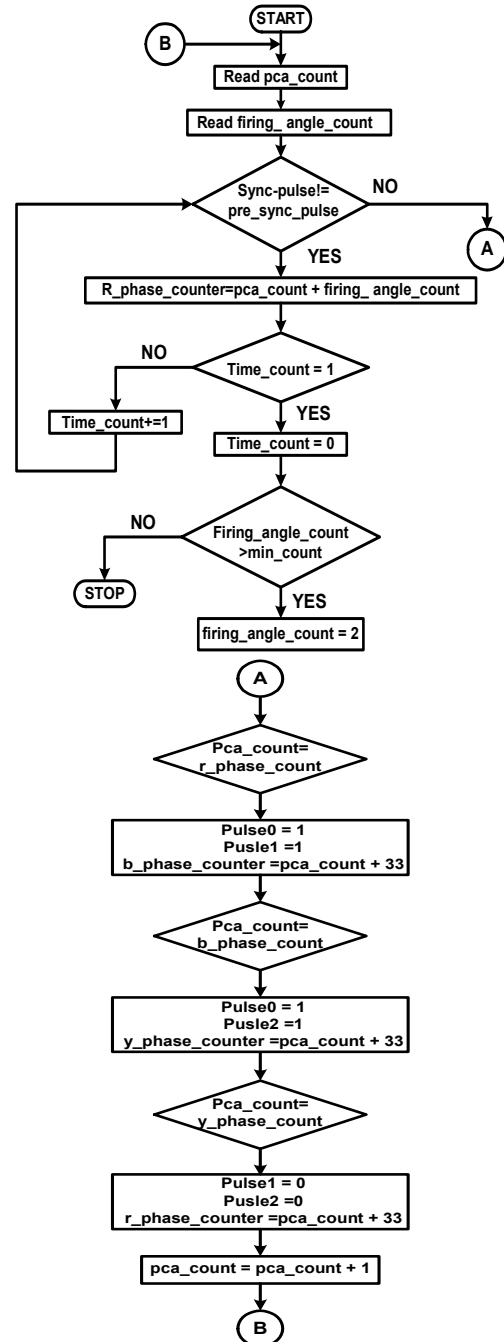 START
B
Read pca_count
Read firing_ angle_count
Sync-pulse!=
pre_sync_pulse
NO
A
YES
R_phase_counter=pca_count + firing_ angle_count
NO
Time_count = 1
YES
Time_count+=1
Time_count = 0
NO
Firing_angle_count
>min_count
STOP
YES
firing_angle_count = 2
A
Pca_count=
r_phase_count
Pulse0 = 1
Pusle1 =1
b_phase_counter =pca_count + 33
Pca_count=
b_phase_count
Pulse0 = 1
Pusle2 =1
y_phase_counter =pca_count + 33
Pca_count=
y_phase_count
Pulse1 = 0
Pusle2 =0
r_phase_counter =pca_count + 33
pca_count = pca_count + 1
B